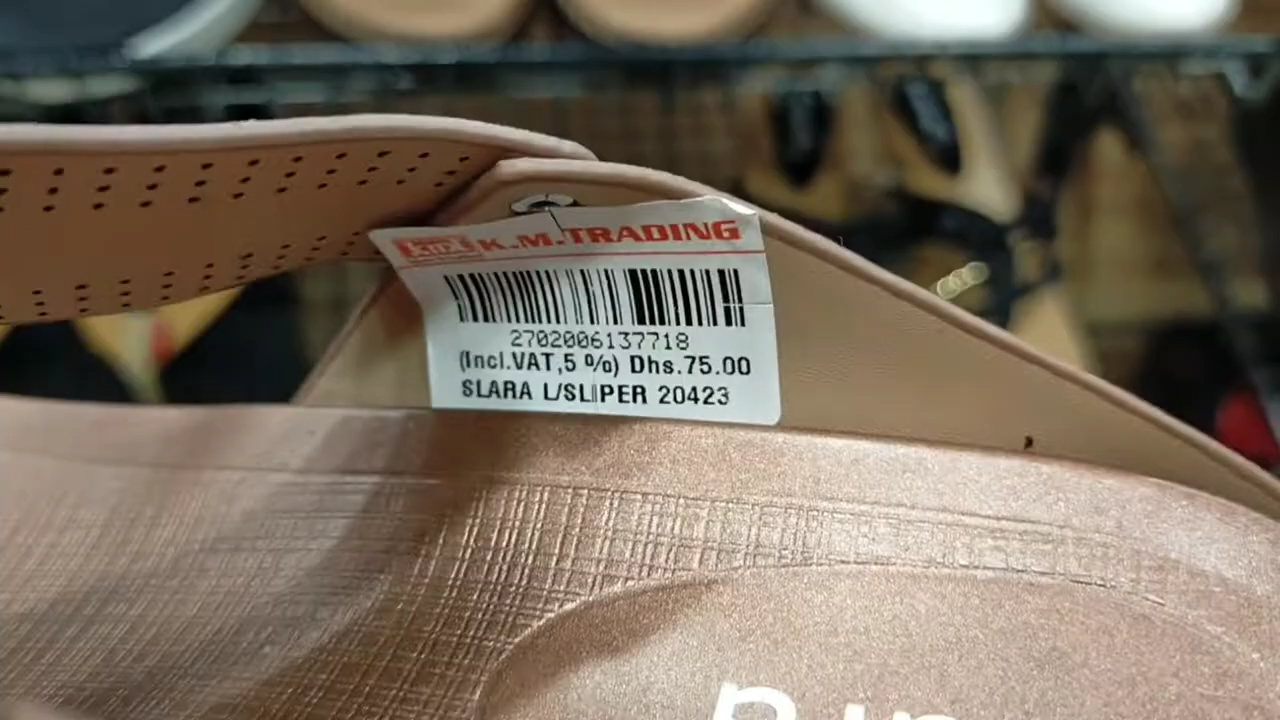 K.M.TRADING
2702006137718
(Incl.VAT,5 %) Dhs.75.00
SLARA L/SLIPER 20423